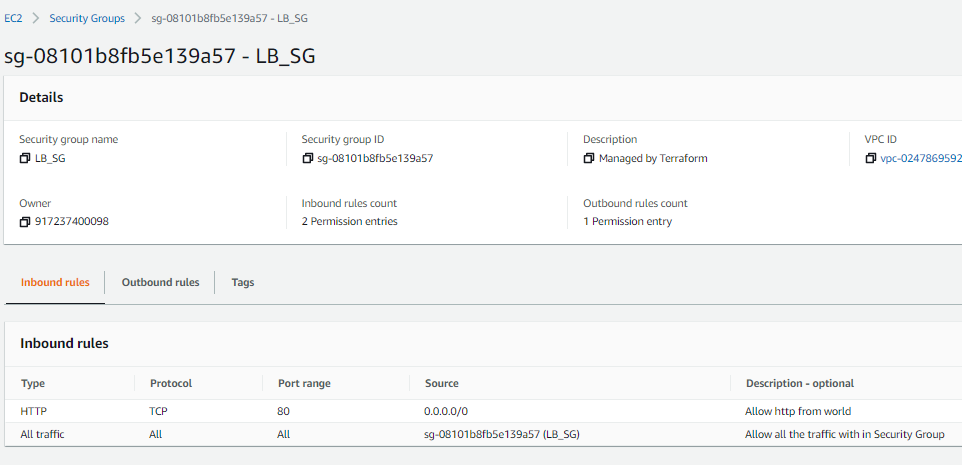 EC2 > Security Groups > sg-08101b8fb5e139a57 - LB_SG
sg-08101b8fb5e139a57 - LB_SG
Details
Security group name Security group ID Description VPC ID
LB_SG sg-08101b8fb5e139a57 Managed by Terraform vpc-0247869592
Owner Inbound rules count Outbound rules count
917237400098 2 Permission entries 1 Permission entry
Inbound rules Outbound rules Tags
Inbound rules
Type Protocol Port range Source Description - optional
HTTP TCP 80 0.0.0.0/0 Allow http from world
All traffic All All sg-08101b8fb5e139a57 (LB_SG) Allow all the traffic with in Security Group